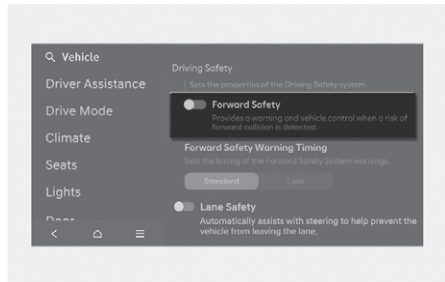 Vehicle
Driver Assistance
Drive Mode
Climate
Seats
Lights
Door
Driving Safety
Sets the properties of the Driving Safety system.
Forward Safety
Provides a warning and vehicle control when a risk of
forward collision is detected.
Forward Safety Warning Timing
Sets the timing of the Forward Safety System warnings.
Standard Late
Lane Safety
Automatically assists with steering to help prevent the
vehicle from leaving the lane.